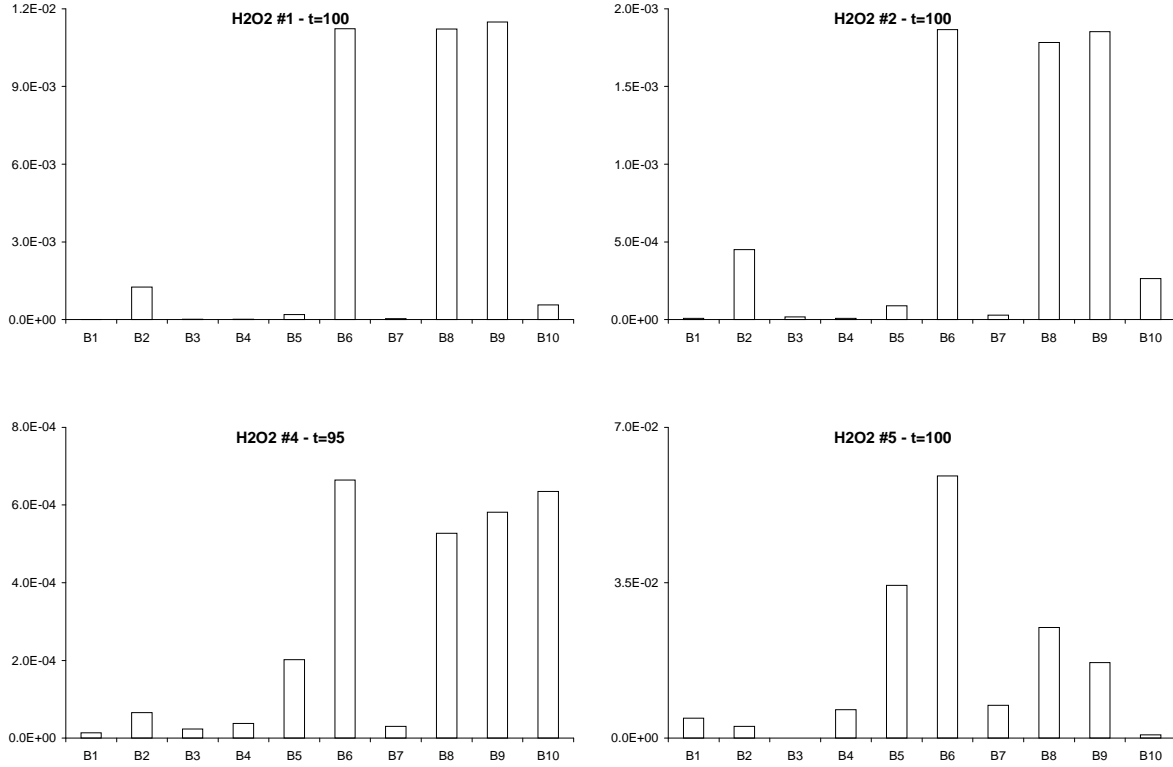 H2O2 #1 - t=100
1.2E-02
9.0E-03
6.0E-03
3.0E-03
0.0E+00
B1 B2 B3 B4 B5 B6 B7 B8 B9 B10
H2O2 #2 - t=100
2.0E-03
1.5E-03
1.0E-03
5.0E-04
0.0E+00
B1 B2 B3 B4 B5 B6 B7 B8 B9 B10
H2O2 #4 - t=95
8.0E-04
6.0E-04
4.0E-04
2.0E-04
0.0E+00
B1 B2 B3 B4 B5 B6 B7 B8 B9 B10
H2O2 #5 - t=100
7.0E-02
3.5E-02
0.0E+00
B1 B2 B3 B4 B5 B6 B7 B8 B9 B10